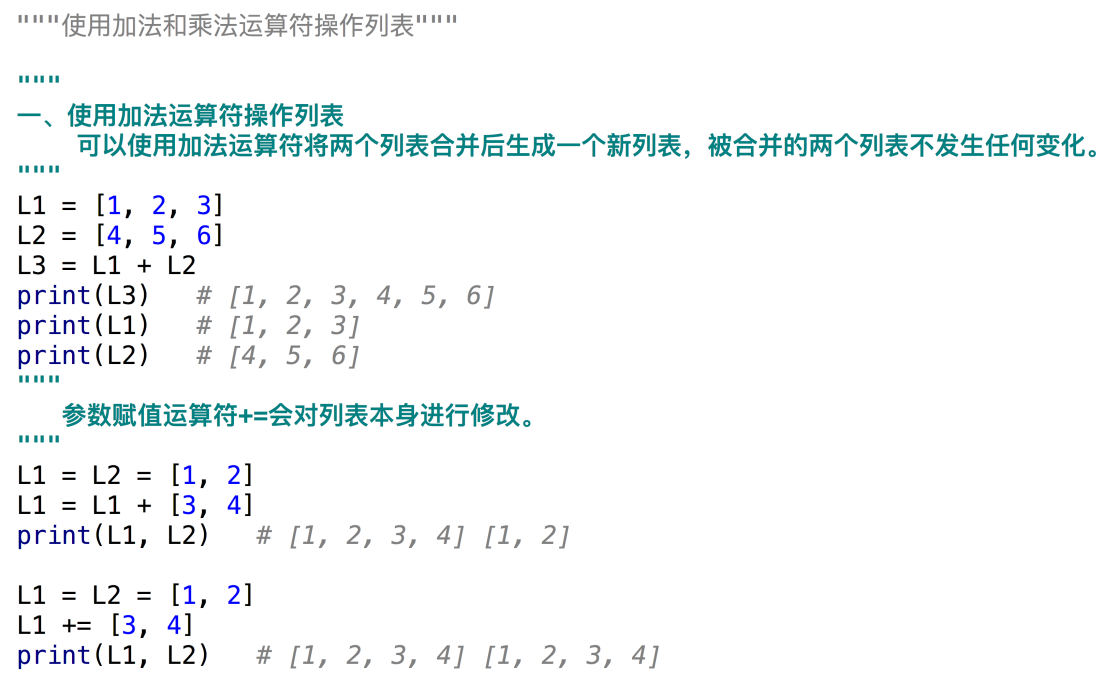 """使用加法和乘法运算符操作列表"""
"""
一、使用加法运算符操作列表
    可以使用加法运算符将两个列表合并后生成一个新列表，被合并的两个列表不发生任何变化。
"""
L1 = [1, 2, 3]
L2 = [4, 5, 6]
L3 = L1 + L2
print(L3)   # [1, 2, 3, 4, 5, 6]
print(L1)   # [1, 2, 3]
print(L2)   # [4, 5, 6]
"""
   参数赋值运算符+=会对列表本身进行修改。
"""
L1 = L2 = [1, 2]
L1 = L1 + [3, 4]
print(L1, L2)   # [1, 2, 3, 4] [1, 2]
L1 = L2 = [1, 2]
L1 += [3, 4]
print(L1, L2)   # [1, 2, 3, 4] [1, 2, 3, 4]